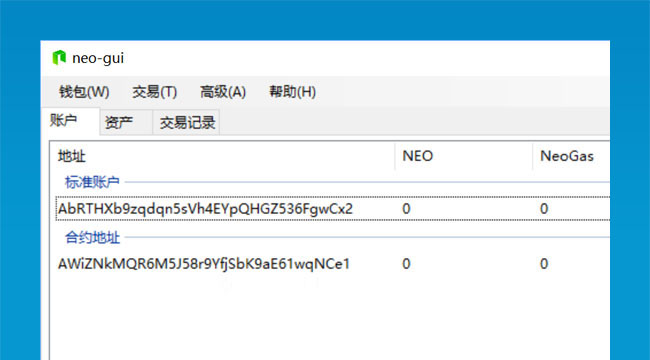 neo-gui
钱包(W) 交易(T) 高级(A) 帮助(H)
账户 资产 交易记录
地址 NEO NeoGas
标准账户
AbRTHXb9zqdqn5sVh4EYpQHGZ536FgwCx2 0 0
合约地址
AWiZNkMQR6M5J58r9YfjSbK9aE61wqNCe1 0 0